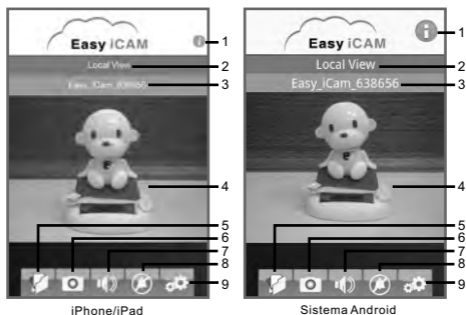 Easy iCAM
i
1
Local View
2
Easy_iCam_638656
3
4
5
6
7
8
9
iPhone/iPad
Easy iCAM
i
1
Local View
2
Easy_iCam_638656
3
4
5
6
7
8
9
Sistema Android